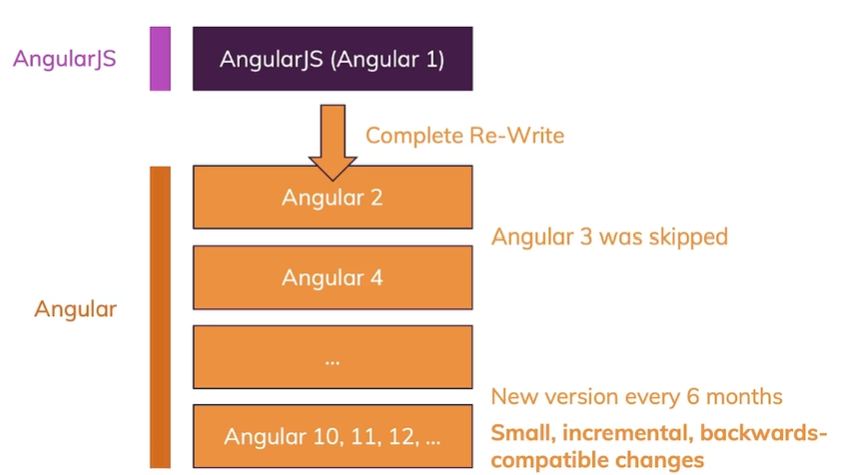 AngularJS
AngularJS (Angular 1)
Complete Re-Write
Angular 2
Angular 3 was skipped
Angular 4
Angular
...
New version every 6 months
Angular 10, 11, 12, ...
Small, incremental, backwards-
compatible changes